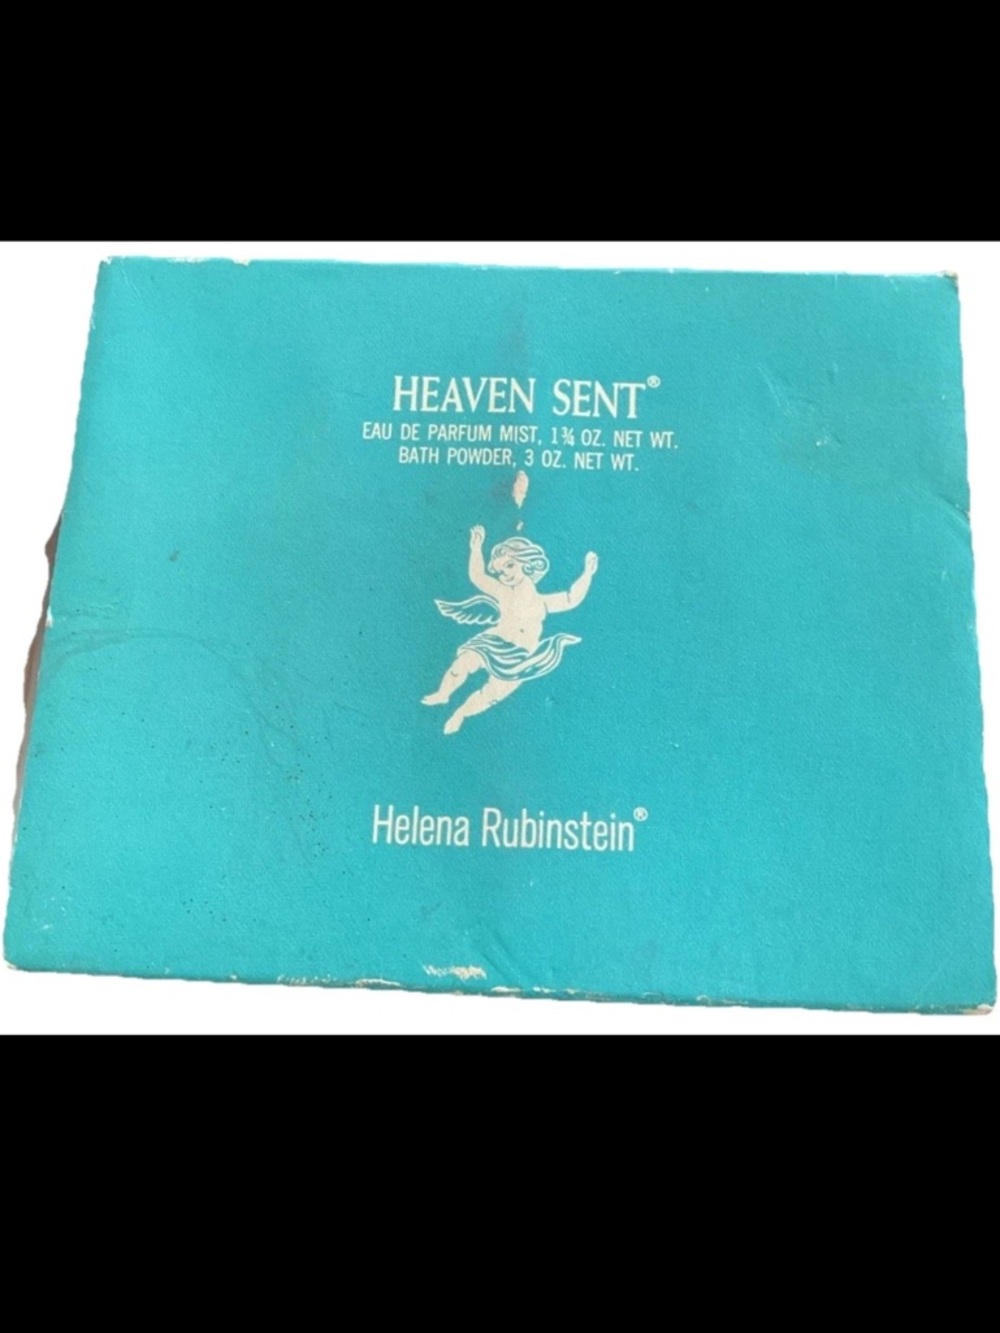 HEAVEN SENT®
EAU DE PARFUM MIST, 1¾ OZ. NET WT.
BATH POWDER, 3 OZ. NET WT.
Helena Rubinstein®